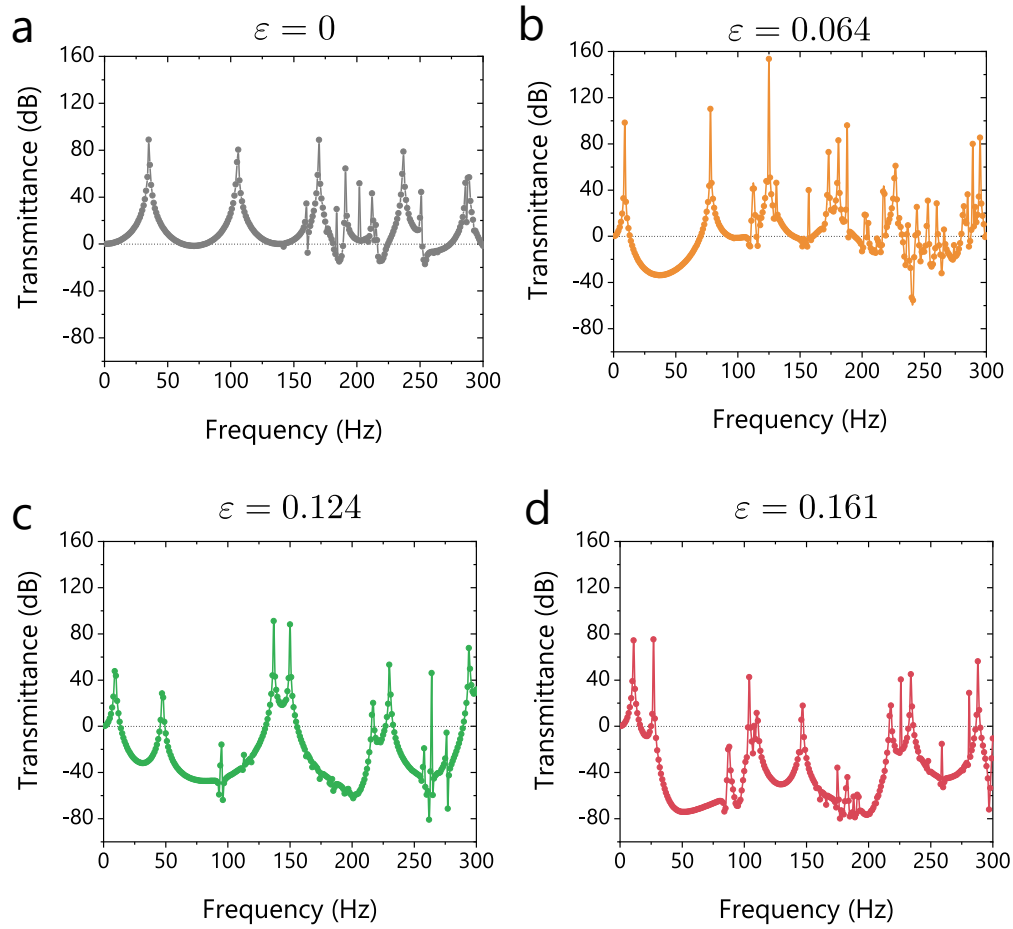 a
ε = 0
160
120
80
40
0
-40
-80
Transmittance (dB)
0 50 100 150 200 250 300
Frequency (Hz)
b
ε = 0.064
160
120
80
40
0
-40
-80
Transmittance (dB)
0 50 100 150 200 250 300
Frequency (Hz)
c
ε = 0.124
160
120
80
40
0
-40
-80
Transmittance (dB)
0 50 100 150 200 250 300
Frequency (Hz)
d
ε = 0.161
160
120
80
40
0
-40
-80
Transmittance (dB)
0 50 100 150 200 250 300
Frequency (Hz)